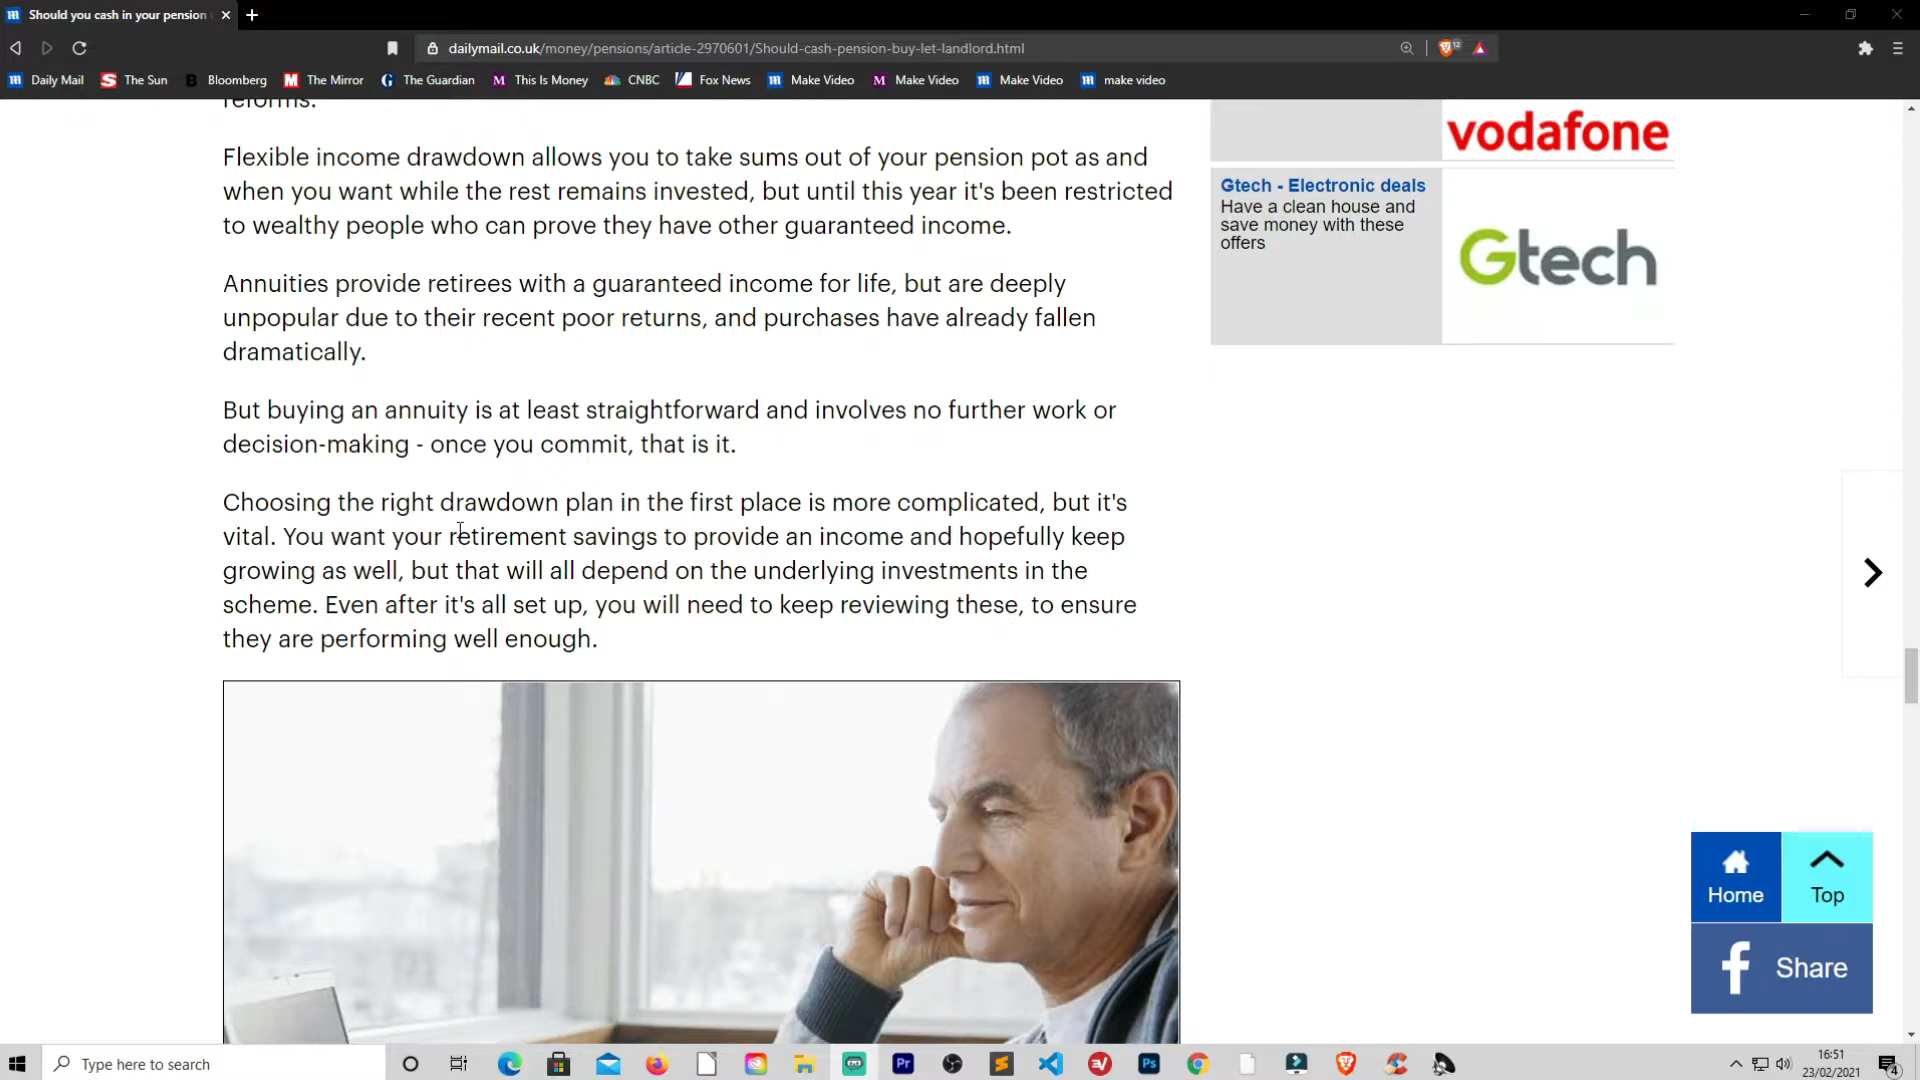 Should you cash in your pension
dailymail.co.uk/money/pensions/article-2970601/Should-cash-pension-buy-let-landlord.html
12
Daily Mail The Sun Bloomberg The Mirror The Guardian This Is Money CNBC Fox News Make Video Make Video Make Video make video
reforms.
Flexible income drawdown allows you to take sums out of your pension pot as and
when you want while the rest remains invested, but until this year it's been restricted
to wealthy people who can prove they have other guaranteed income.
Annuities provide retirees with a guaranteed income for life, but are deeply
unpopular due to their recent poor returns, and purchases have already fallen
dramatically.
But buying an annuity is at least straightforward and involves no further work or
decision-making - once you commit, that is it.
Choosing the right drawdown plan in the first place is more complicated, but it's
vital. You want your retirement savings to provide an income and hopefully keep
growing as well, but that will all depend on the underlying investments in the
scheme. Even after it's all set up, you will need to keep reviewing these, to ensure
they are performing well enough.
vodafone
Gtech - Electronic deals
Have a clean house and
save money with these
offers
Gtech
Home
Top
Share
Type here to search
Pr
Ps
16:51
23/02/2021
4